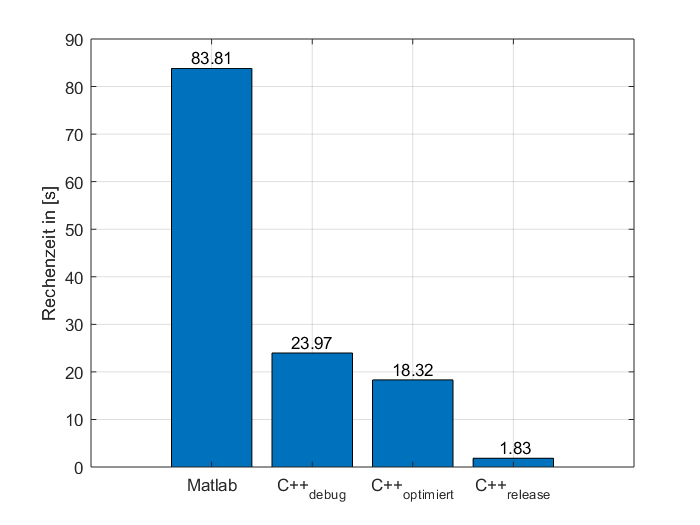 90
80
70
60
50
40
30
20
10
0
Rechenzeit in [s]
83.81
23.97
18.32
1.83
Matlab
C++debug
C++optimiert
C++release